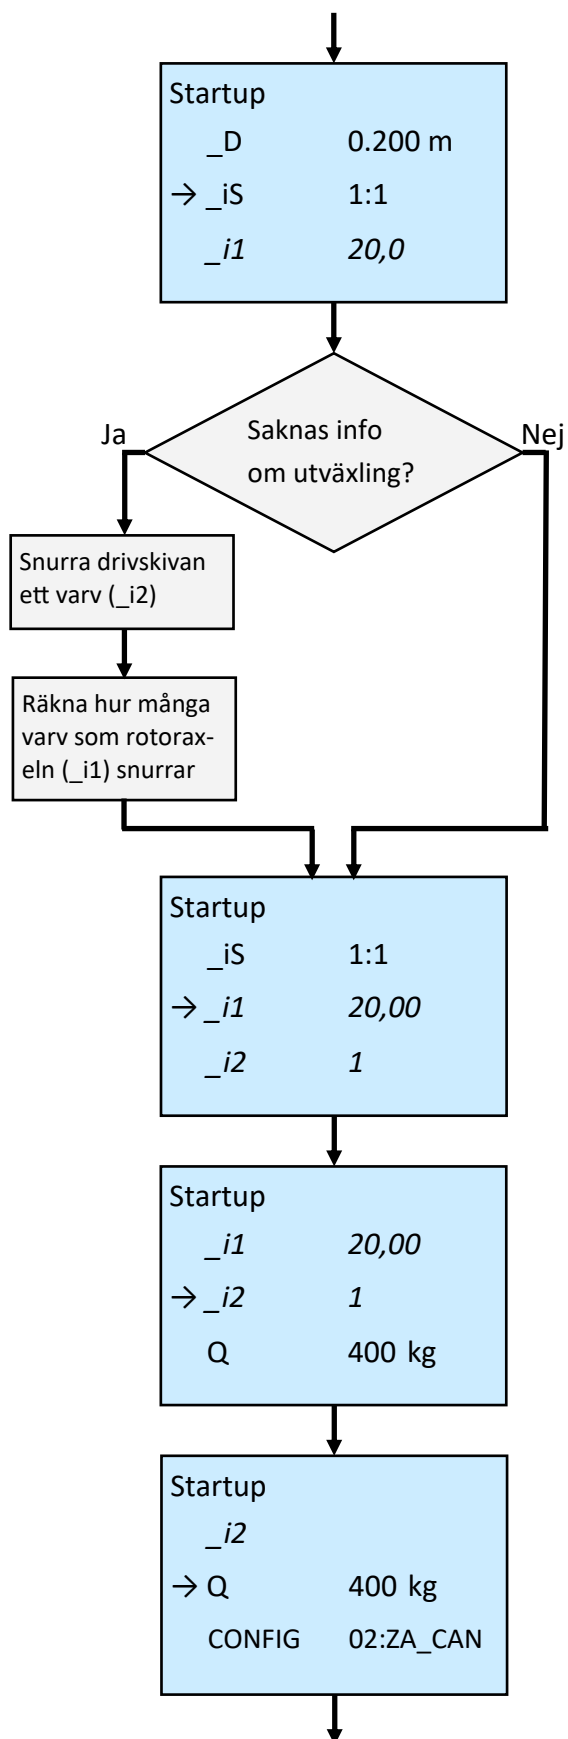 Startup
_D 0.200 m
→ _iS 1:1
_i1 20,0
Saknas info
om utväxling?
Ja
Nej
Snurra drivskivan
ett varv (_i2)
Räkna hur många
varv som rotorax-
eln (_i1) snurrar
Startup
_iS 1:1
→ _i1 20,00
_i2 1
Startup
_i1 20,00
→ _i2 1
Q 400 kg
Startup
_i2
→ Q 400 kg
CONFIG 02:ZA_CAN